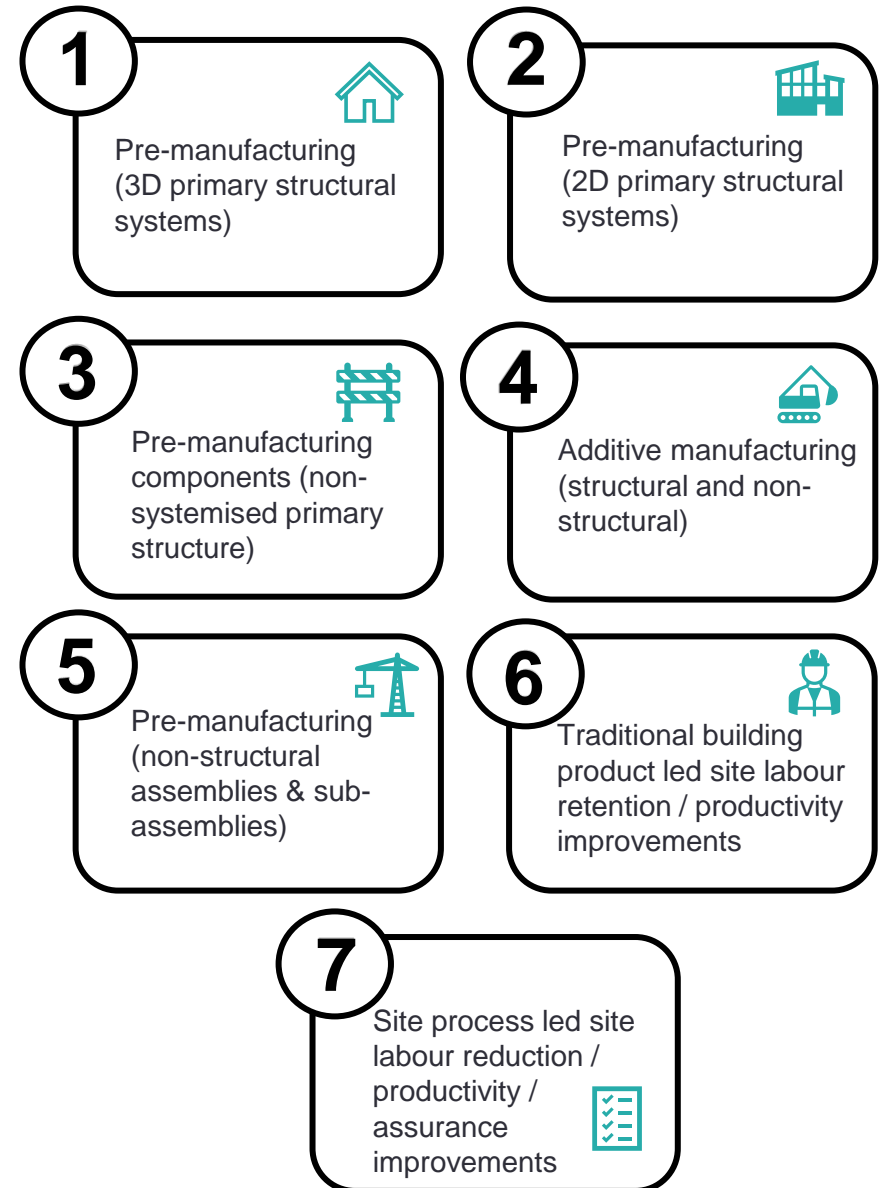 1
Pre-manufacturing
(3D primary structural
systems)
2
Pre-manufacturing
(2D primary structural
systems)
3
Pre-manufacturing
components (non-
systemised primary
structure)
4
Additive manufacturing
(structural and non-
structural)
5
Pre-manufacturing
(non-structural
assemblies & sub-
assemblies)
6
Traditional building
product led site labour
retention / productivity
improvements
7
Site process led site
labour reduction /
productivity /
assurance
improvements